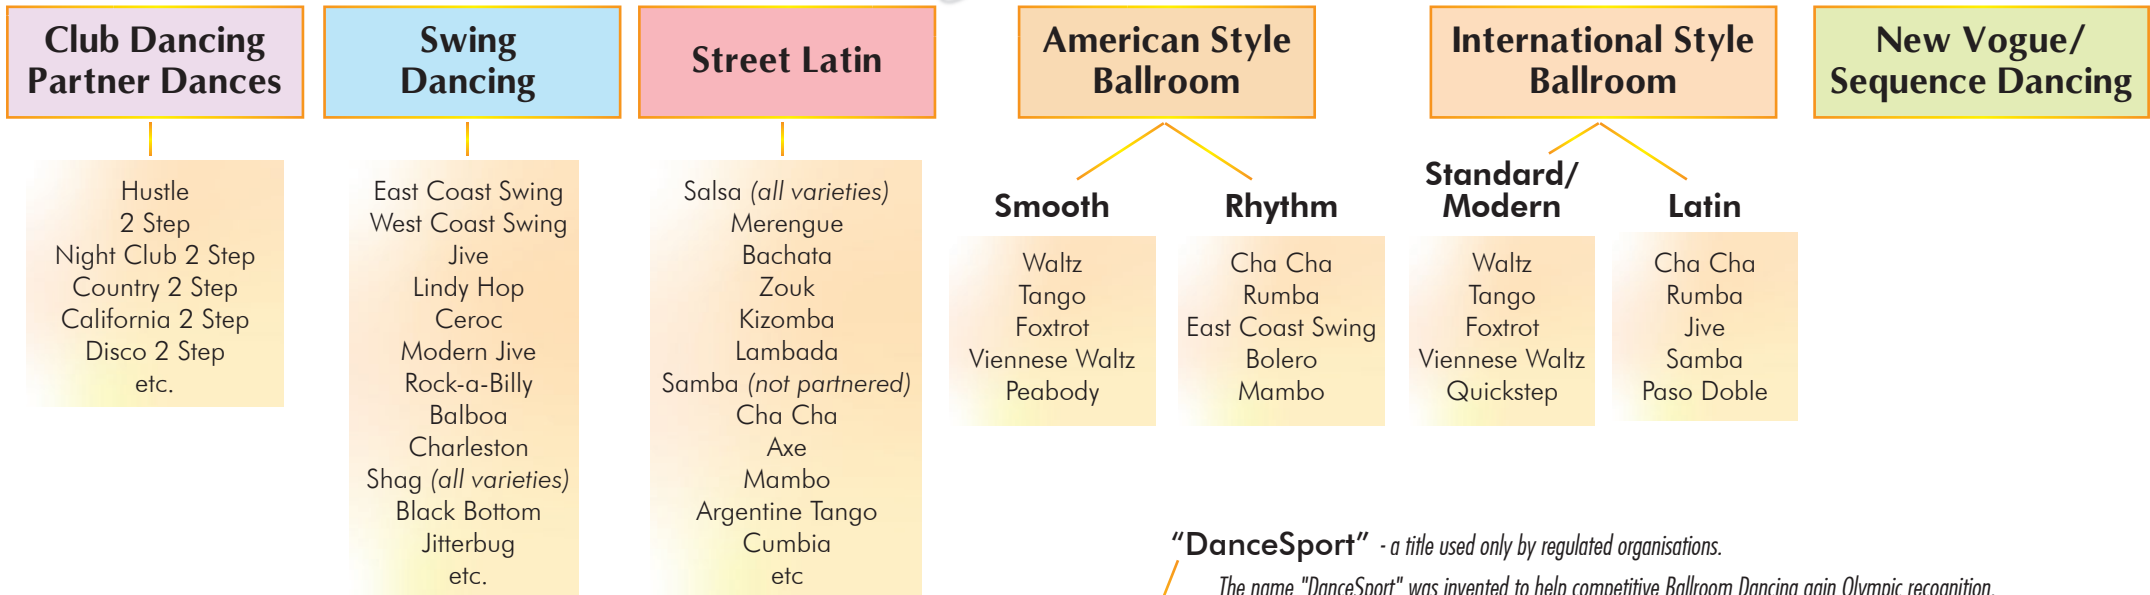 Club Dancing
Partner Dances
Hustle
2 Step
Night Club 2 Step
Country 2 Step
California 2 Step
Disco 2 Step
etc.
Swing
Dancing
East Coast Swing
West Coast Swing
Jive
Lindy Hop
Ceroc
Modern Jive
Rock-a-Billy
Balboa
Charleston
Shag (all varieties)
Black Bottom
Jitterbug
etc.
Street Latin
Salsa (all varieties)
Merengue
Bachata
Zouk
Kizomba
Lambada
Samba (not partnered)
Cha Cha
Axe
Mambo
Argentine Tango
Cumbia
etc
American Style
Ballroom
Smooth
Waltz
Tango
Foxtrot
Viennese Waltz
Peabody
Rhythm
Cha Cha
Rumba
East Coast Swing
Bolero
Mambo
International Style
Ballroom
Standard/
Modern
Waltz
Tango
Foxtrot
Viennese Waltz
Quickstep
Latin
Cha Cha
Rumba
Jive
Samba
Paso Doble
New Vogue/
Sequence Dancing
"DanceSport" - a title used only by regulated organisations.
The name "DanceSport" was invented to help competitive Ballroom Dancing gain Olympic recognition.